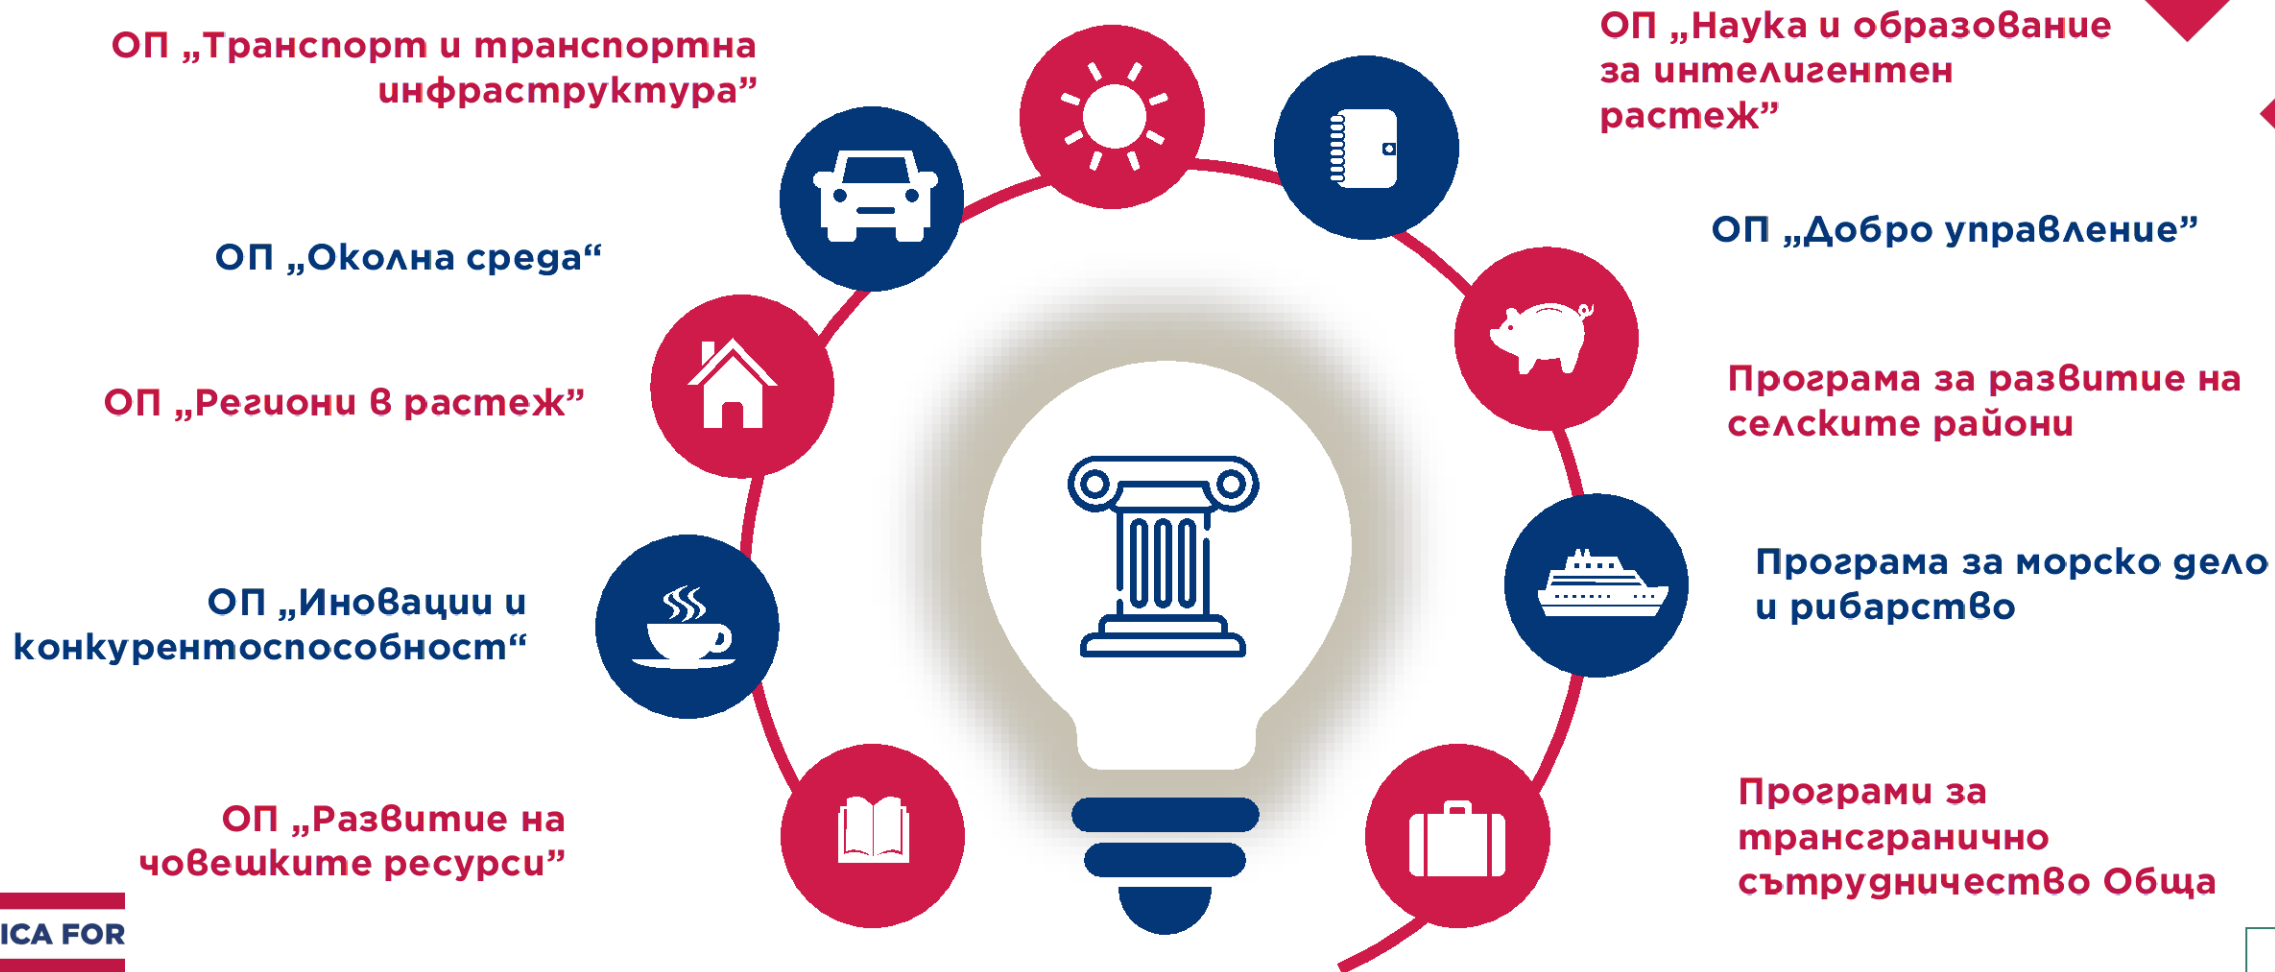 ОП „Транспорт и транспортна
инфраструктура”
ОП „Околна среда“
ОП „Региони в растеж”
ОП „Иновации и
конкурентоспособност“
ОП „Развитие на
човешките ресурси”
ОП „Наука и образование
за интелигентен
растеж”
ОП „Добро управление”
Програма за развитие на
селските райони
Програма за морско дело
и рибарство
Програми за
трансгранично
сътрудничество Обща
ICA FOR